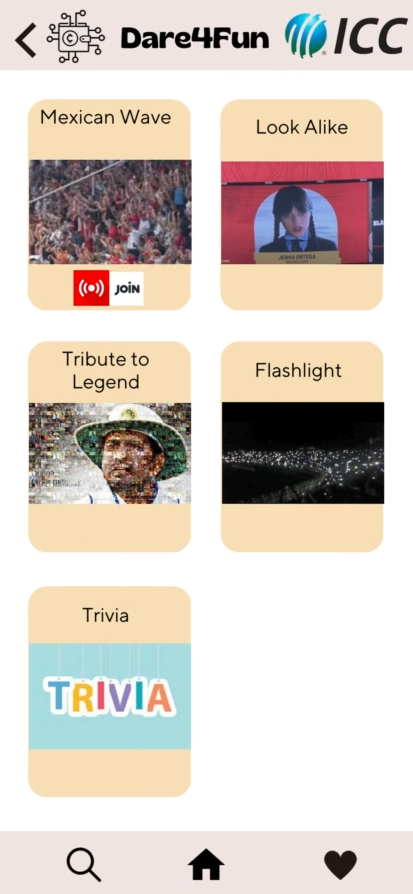 Dare4Fun ICC
Mexican Wave
Look Alike
JENNA ORTEGA
JOIN
Tribute to
Legend
Flashlight
Trivia
TRIVIA